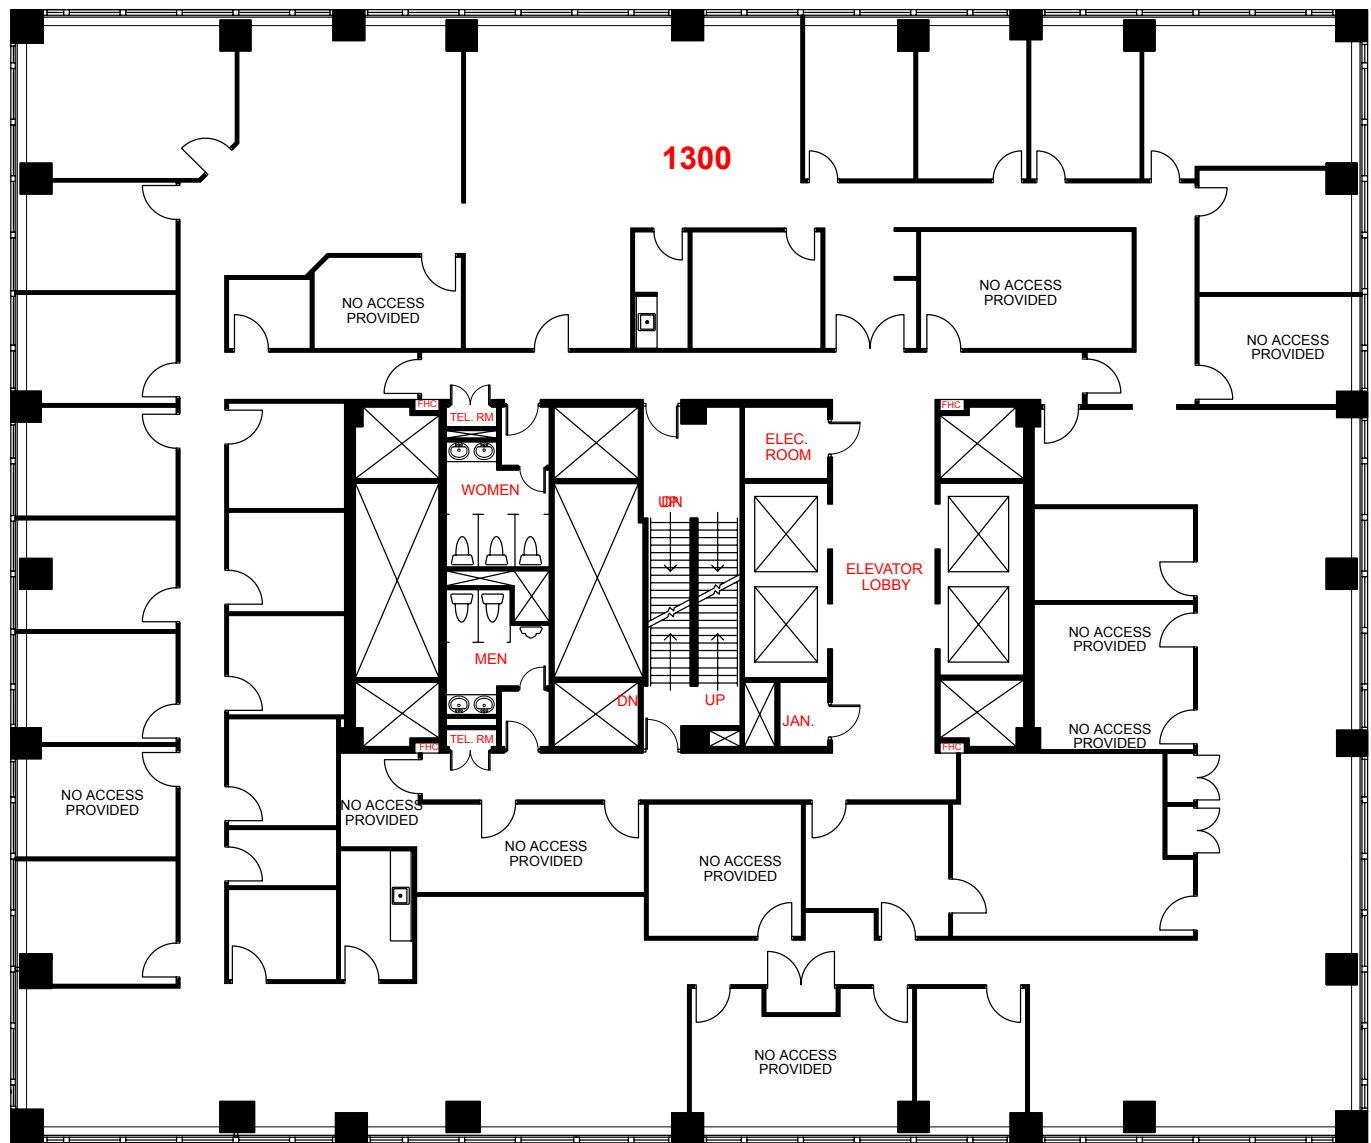 1300
NO ACCESS
PROVIDED
NO ACCESS
PROVIDED
NO ACCESS
PROVIDED
FHC
TEL. RM
FHC
ELEC.
ROOM
WOMEN
UP
DN
ELEVATOR
LOBBY
NO ACCESS
PROVIDED
MEN
DN
UP
JAN.
NO ACCESS
PROVIDED
FHC
TEL. RM
FHC
NO ACCESS
PROVIDED
NO ACCESS
PROVIDED
NO ACCESS
PROVIDED
NO ACCESS
PROVIDED
NO ACCESS
PROVIDED